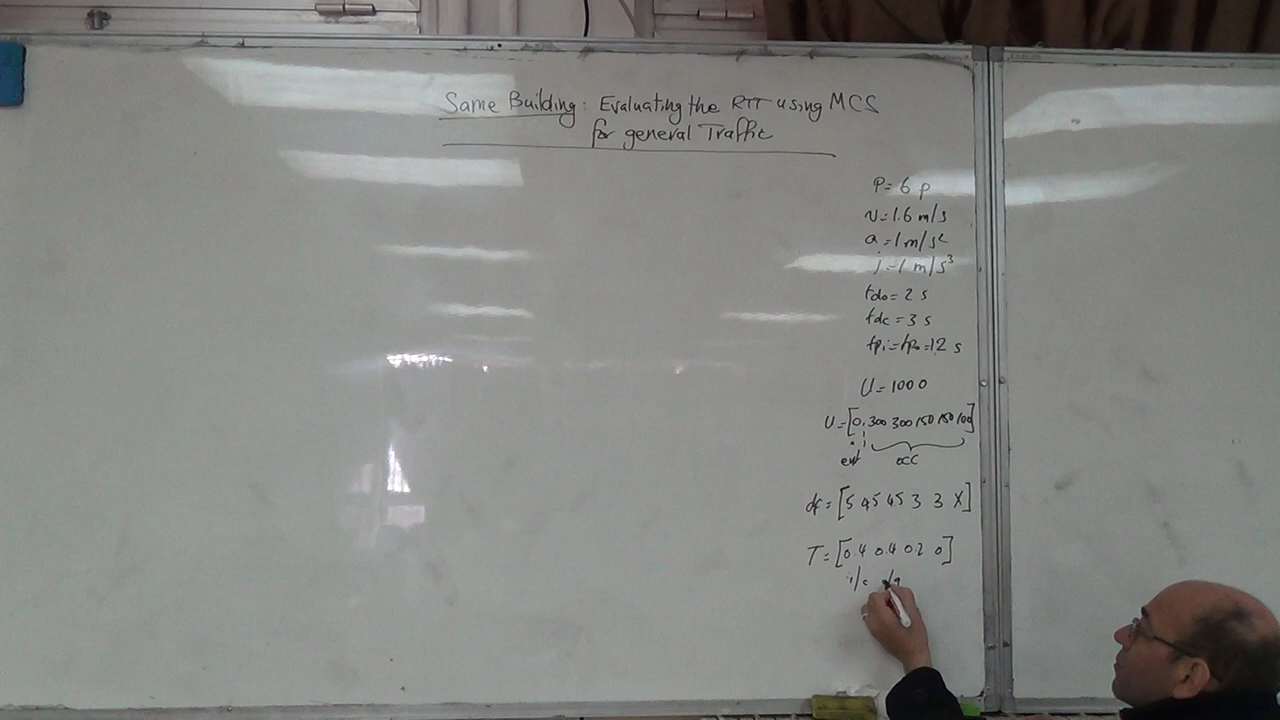 Same Building: Evaluating the RTT using MCS
for general Traffic
P = 6 p
v = 1.6 m/s
a = 1 m/s²
j = 1 m/s³
tdo = 2 s
tdc = 3 s
tpi = tpo = 1.2 s
U = 1000
U = [0 300 300 150 150 100]
ent occ
df = [5 4.5 4.5 3 3 X]
T = [0.4 0.4 0.2 0]
i/c o/g